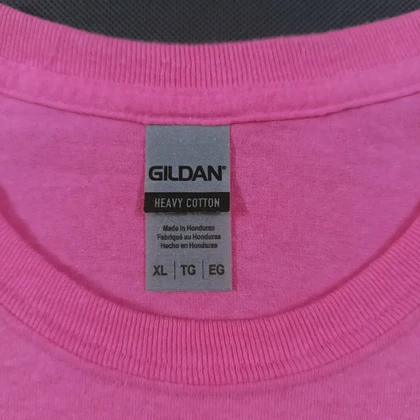 GILDAN®
HEAVY COTTON
Made in Honduras
Fabriqué au Honduras
Hecho en Honduras
XL | TG | EG